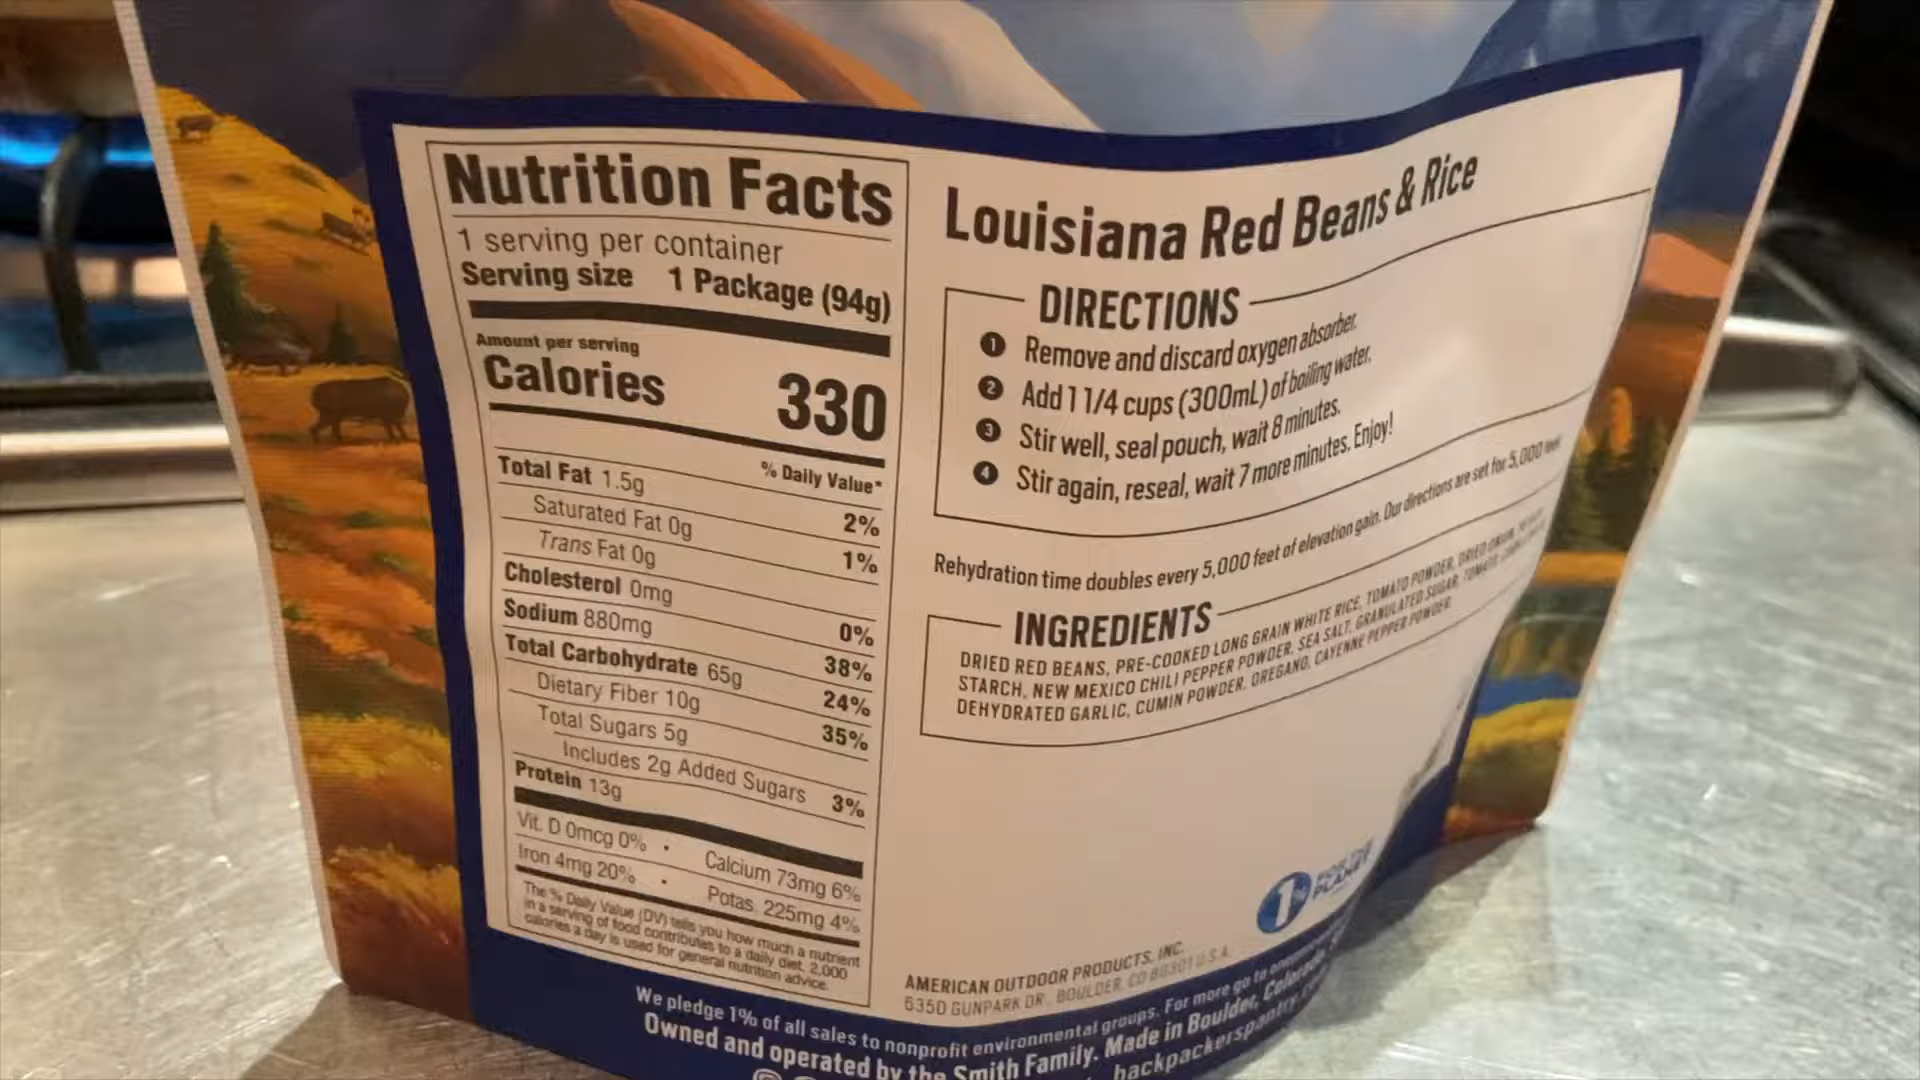 Nutrition Facts
1 serving per container
Serving size 1 Package (94g)
Amount per serving
Calories 330
% Daily Value*
Total Fat 1.5g 2%
Saturated Fat 0g 1%
Trans Fat 0g
Cholesterol 0mg 0%
Sodium 880mg 38%
Total Carbohydrate 65g 24%
Dietary Fiber 10g 35%
Total Sugars 5g
Includes 2g Added Sugars 3%
Protein 13g
Vit. D 0mcg 0% • Calcium 73mg 6%
Iron 4mg 20% • Potas. 225mg 4%
The % Daily Value (DV) tells you how much a nutrient
in a serving of food contributes to a daily diet. 2,000
calories a day is used for general nutrition advice.
Louisiana Red Beans & Rice
DIRECTIONS
1 Remove and discard oxygen absorber.
2 Add 1 1/4 cups (300mL) of boiling water.
3 Stir well, seal pouch, wait 8 minutes.
4 Stir again, reseal, wait 7 more minutes. Enjoy!
Rehydration time doubles every 5,000 feet of elevation gain. Our directions are set for 5,000 feet.
INGREDIENTS
DRIED RED BEANS, PRE-COOKED LONG GRAIN WHITE RICE, TOMATO POWDER, DRIED ONION,
STARCH, NEW MEXICO CHILI PEPPER POWDER, SEA SALT, GRANULATED SUGAR, TOMATO
DEHYDRATED GARLIC, CUMIN POWDER, OREGANO, CAYENNE PEPPER POWDER.
1% FOR THE
PLANET
AMERICAN OUTDOOR PRODUCTS, INC.
6350 GUNPARK DR., BOULDER, CO 80301 U.S.A.
We pledge 1% of all sales to nonprofit environmental groups. For more go to
Owned and operated by the Smith Family. Made in Boulder, Colorado
backpackerspantry